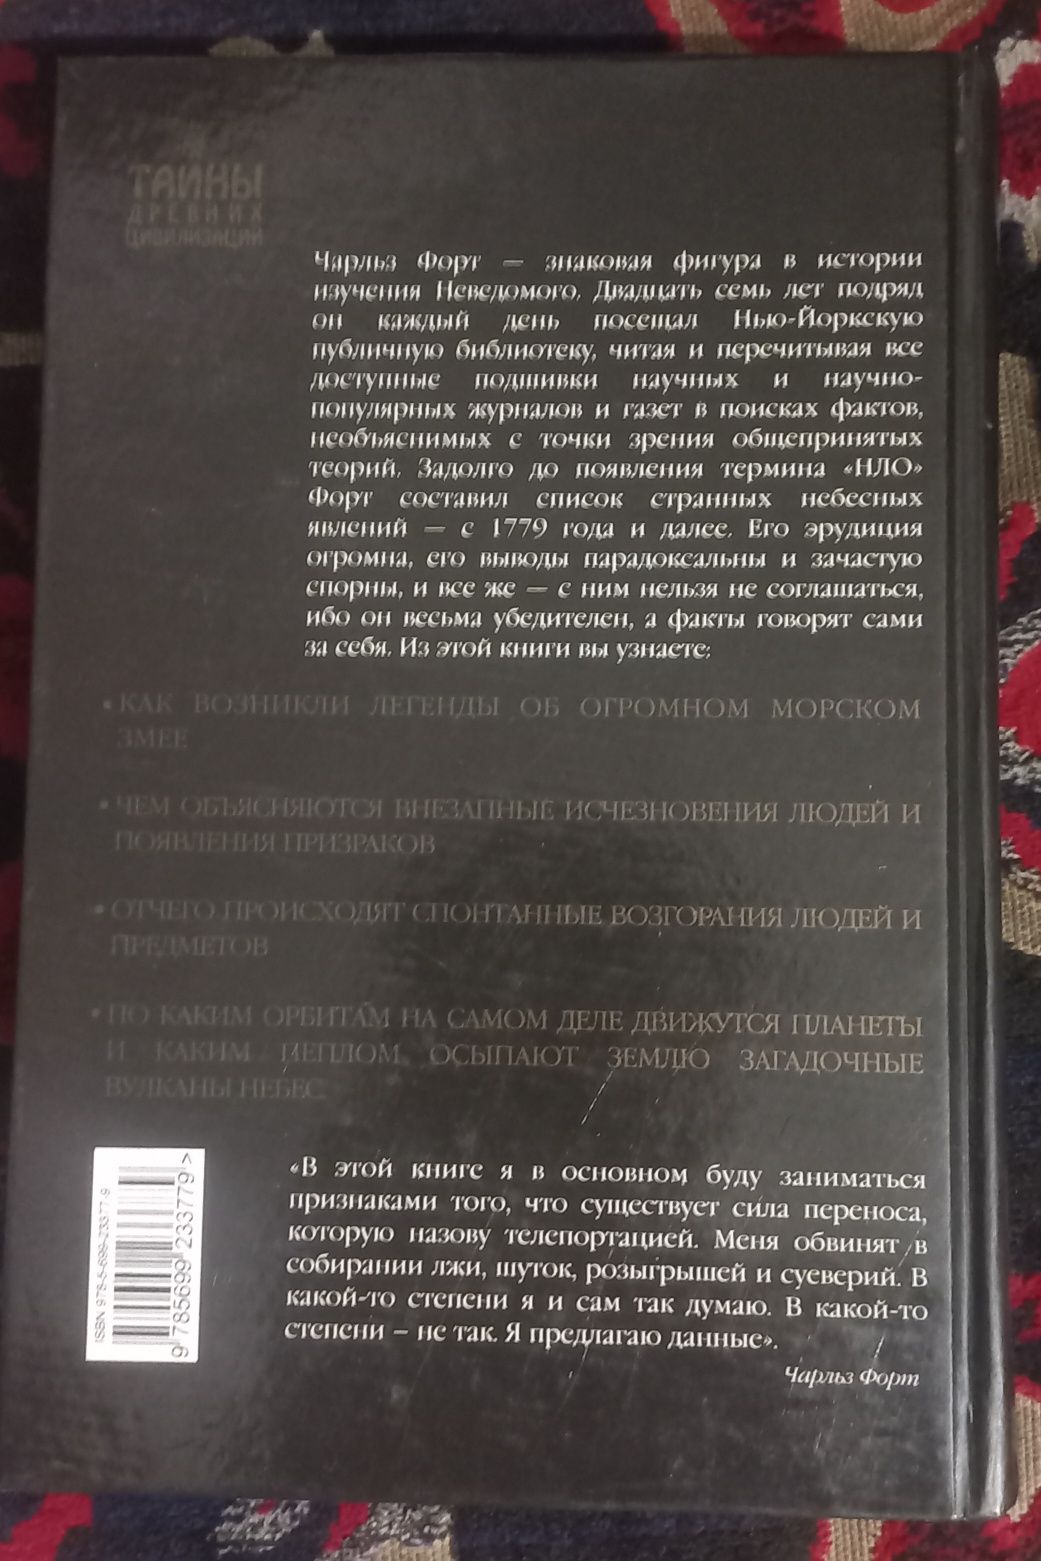 ТАЙНЫ
ДРЕВНИХ
ЦИВИЛИЗАЦИЙ
Чарльз Форт — знаковая фигура в истории
изучения Неведомого. Двадцать семь лет подряд
он каждый день посещал Нью-Йоркскую
публичную библиотеку, читая и перечитывая все
доступные подшивки научных и научно-
популярных журналов и газет в поисках фактов,
необъяснимых с точки зрения общепринятых
теорий. Задолго до появления термина «НЛО»
Форт составил список странных небесных
явлений — с 1779 года и далее. Его эрудиция
огромна, его выводы парадоксальны и зачастую
спорны, и все же — с ним нельзя не соглашаться,
ибо он весьма убедителен, а факты говорят сами
за себя. Из этой книги вы узнаете:
• КАК ВОЗНИКЛИ ЛЕГЕНДЫ ОБ ОГРОМНОМ МОРСКОМ
ЗМЕЕ
• ЧЕМ ОБЪЯСНЯЮТСЯ ВНЕЗАПНЫЕ ИСЧЕЗНОВЕНИЯ ЛЮДЕЙ И
ПОЯВЛЕНИЯ ПРИЗРАКОВ
• ОТЧЕГО ПРОИСХОДЯТ СПОНТАННЫЕ ВОЗГОРАНИЯ ЛЮДЕЙ И
ПРЕДМЕТОВ
• ПО КАКИМ ОРБИТАМ НА САМОМ ДЕЛЕ ДВИЖУТСЯ ПЛАНЕТЫ
И КАКИМ ПЕПЛОМ ОСЫПАЮТ ЗЕМЛЮ ЗАГАДОЧНЫЕ
ВУЛКАНЫ НЕБЕС
«В этой книге я в основном буду заниматься
признаками того, что существует сила переноса,
которую назову телепортацией. Меня обвинят в
собирании лжи, шуток, розыгрышей и суеверий. В
какой-то степени я и сам так думаю. В какой-то
степени – не так. Я предлагаю данные».
Чарльз Форт
ISBN 978-5-699-23377-9
9 785699 233779 >